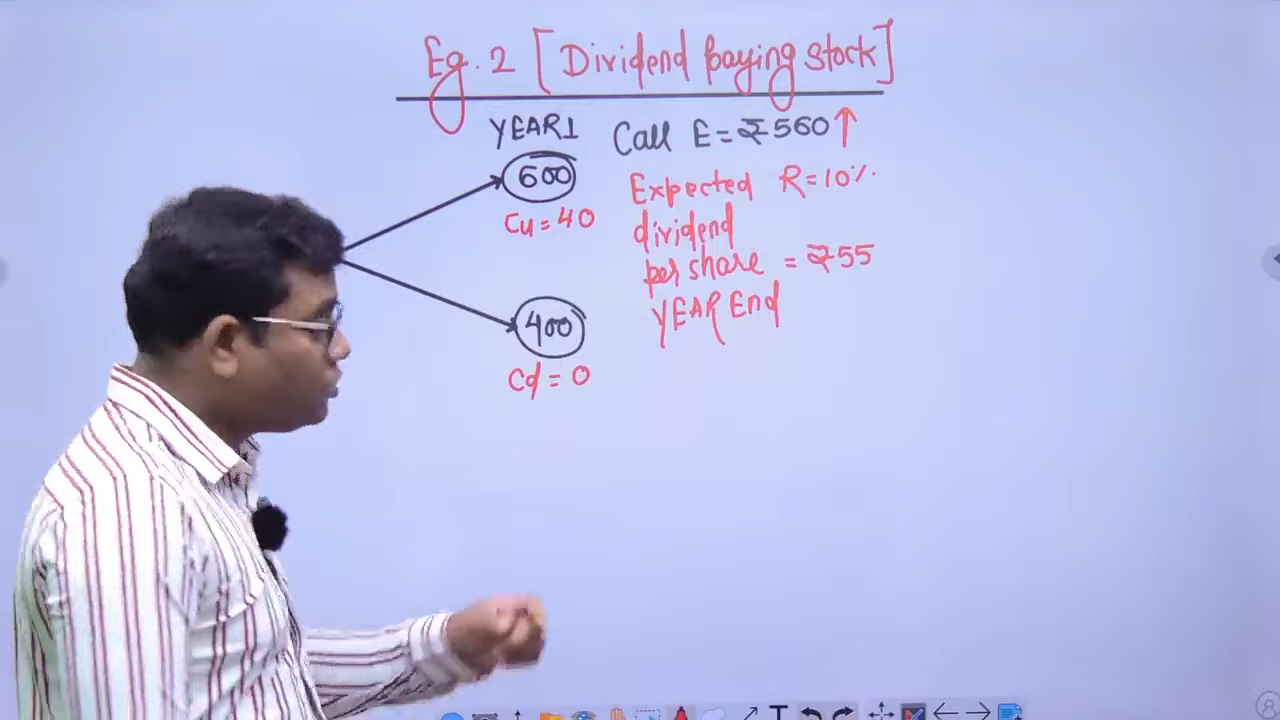 Eg. 2 [Dividend paying stock]
YEAR1
Call E = ₹560 ↑
600
Cu = 40
Expected R = 10%
dividend
per share = ₹55
YEAR End
400
Cd = 0